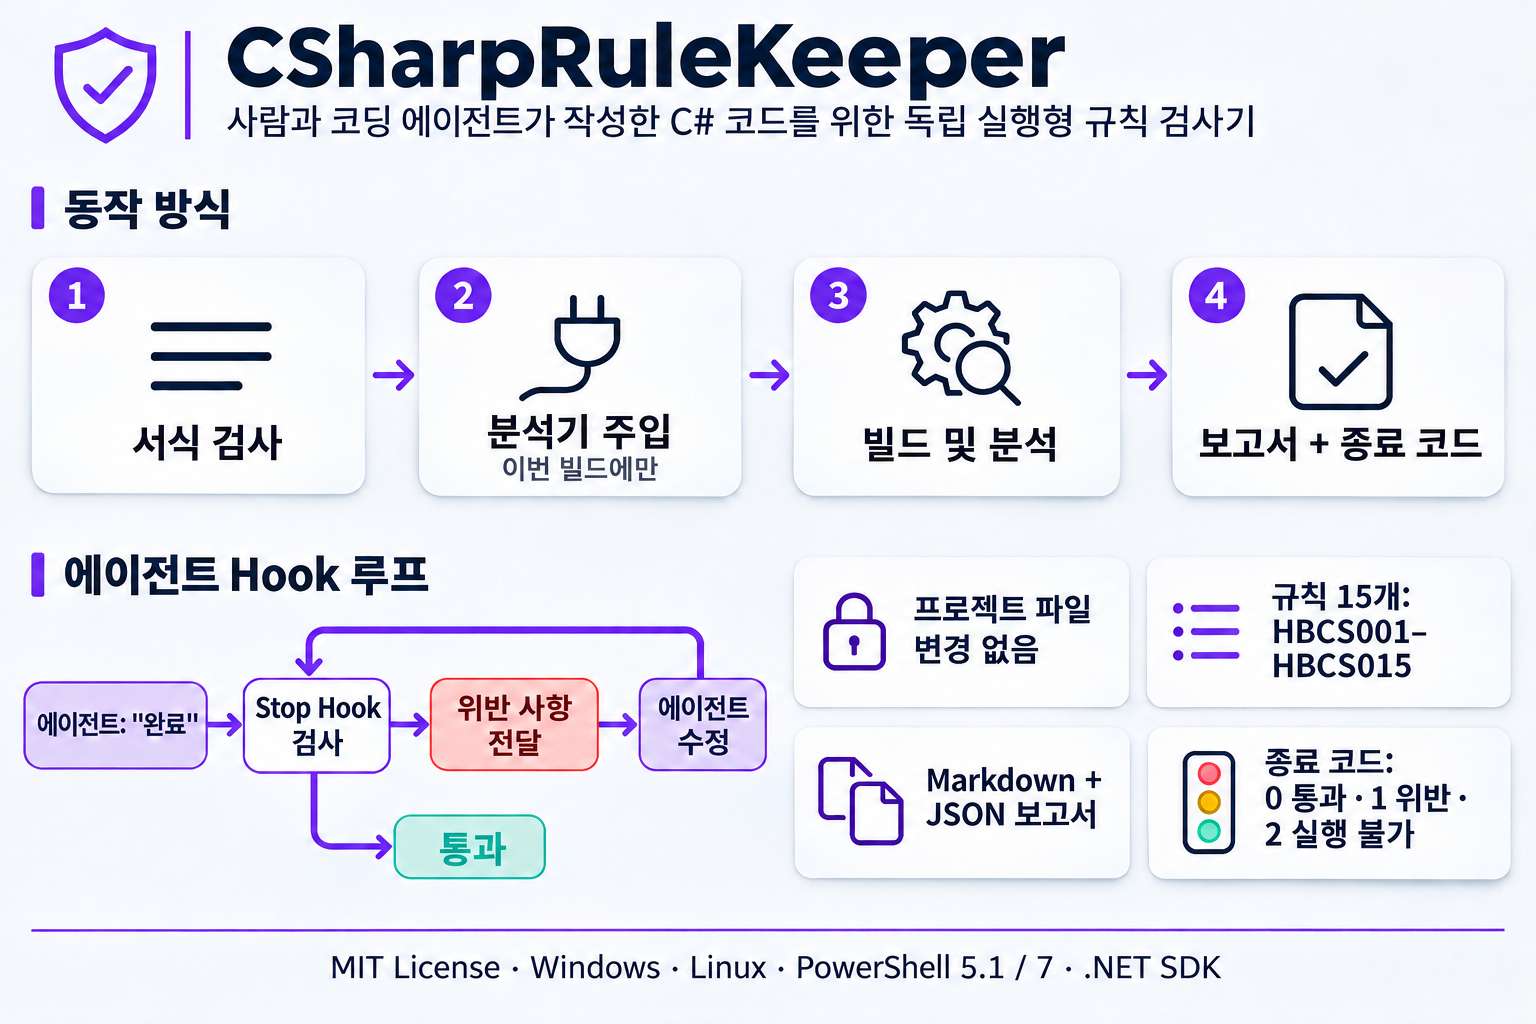 CSharpRuleKeeper
사람과 코딩 에이전트가 작성한 C# 코드를 위한 독립 실행형 규칙 검사기
동작 방식
1
서식 검사
2
분석기 주입
이번 빌드에만
3
빌드 및 분석
4
보고서 + 종료 코드
에이전트 Hook 루프
에이전트: "완료"
Stop Hook
검사
위반 사항
전달
에이전트
수정
통과
프로젝트 파일
변경 없음
규칙 15개:
HBCS001–
HBCS015
Markdown +
JSON 보고서
종료 코드:
0 통과 · 1 위반 ·
2 실행 불가
MIT License · Windows · Linux · PowerShell 5.1 / 7 · .NET SDK